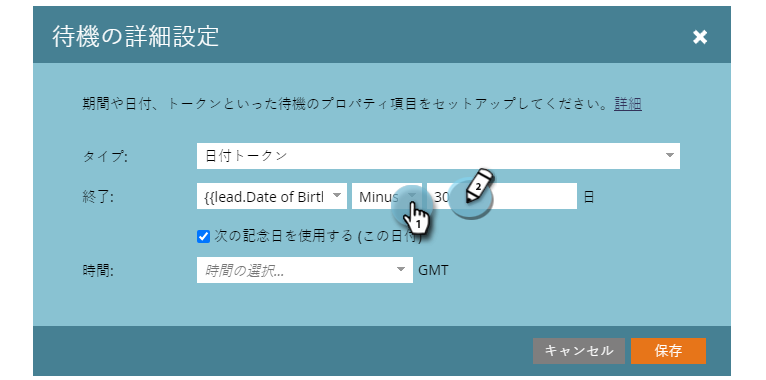 待機の詳細設定
期間や日付、トークンといった待機のプロパティ項目をセットアップしてください。詳細
タイプ: 日付トークン
終了: {{lead.Date of Birtl Minus 30 2 日
1
次の記念日を使用する (この日付)
時間: 時間の選択... GMT
キャンセル 保存